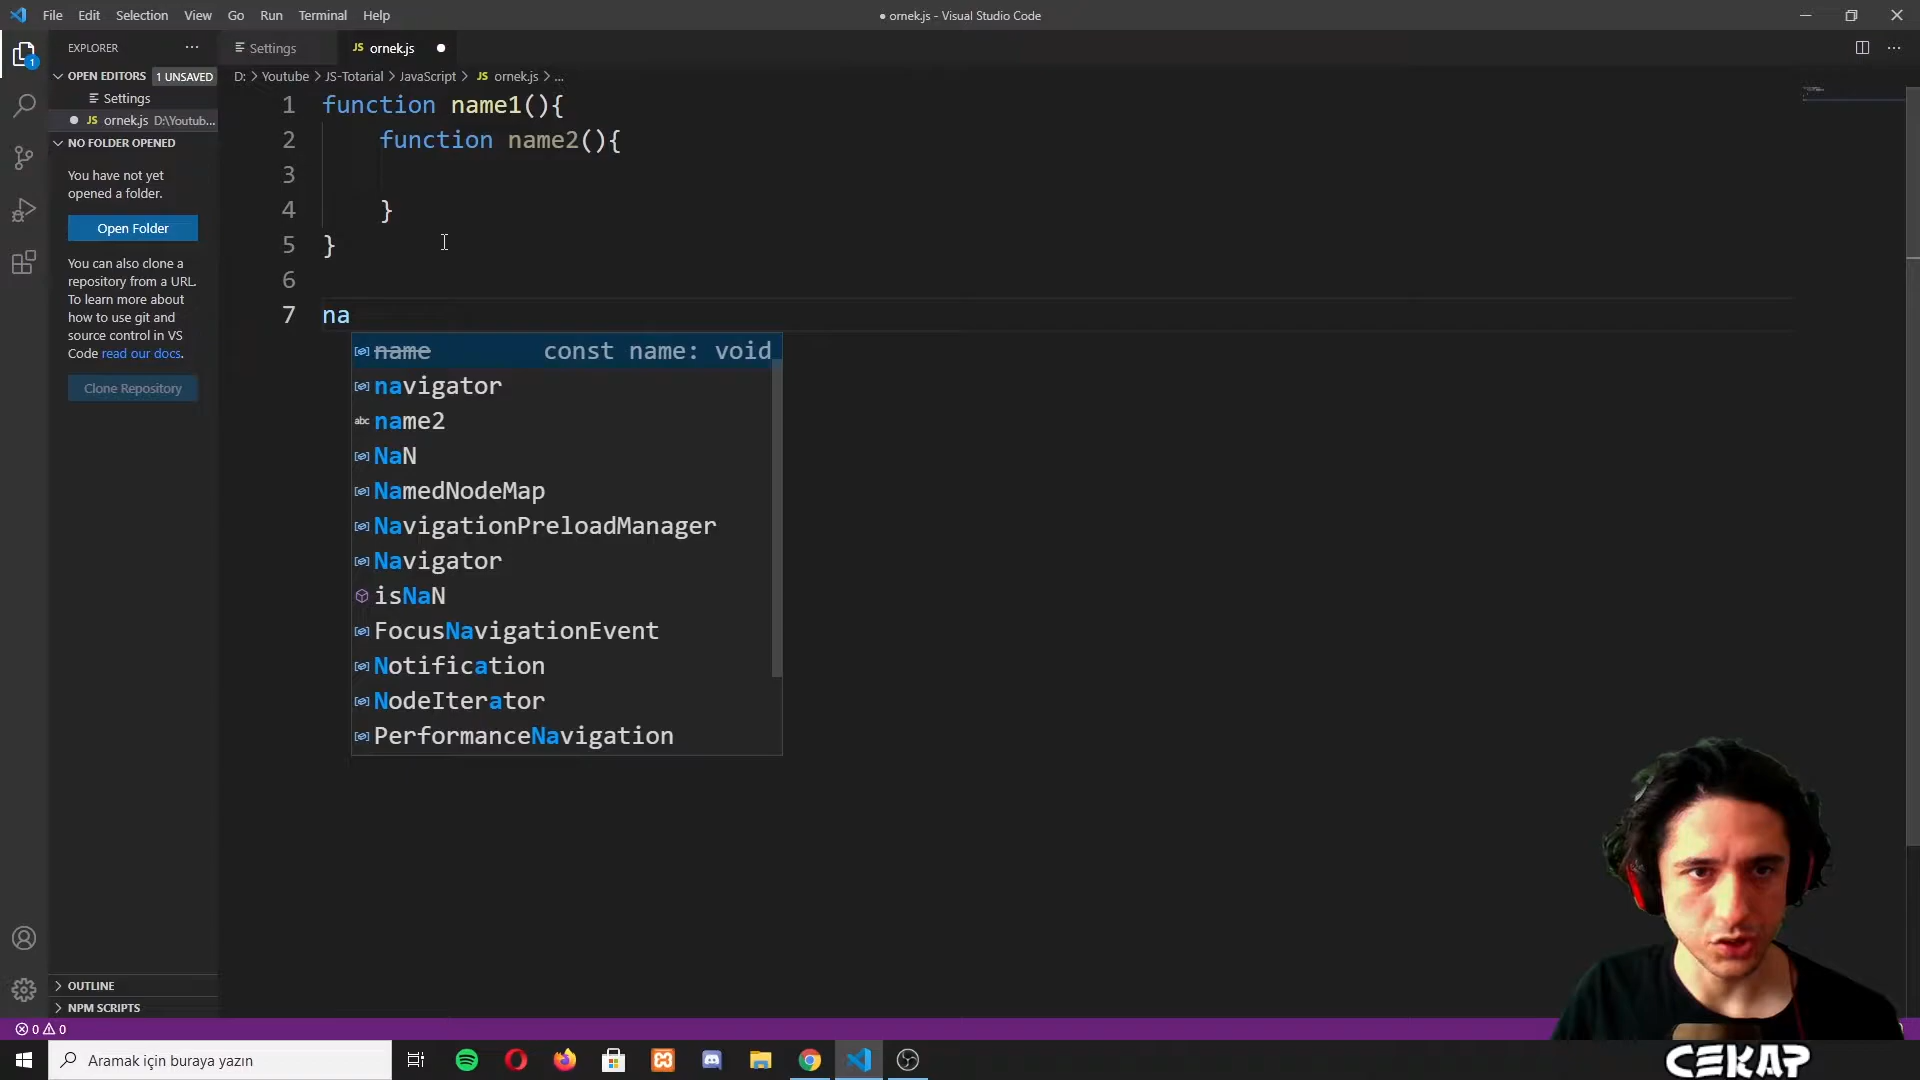 File Edit Selection View Go Run Terminal Help
● ornek.js - Visual Studio Code
EXPLORER ...
Settings
JS ornek.js ●
OPEN EDITORS 1 UNSAVED
Settings
● JS ornek.js D:\Youtub...
NO FOLDER OPENED
You have not yet
opened a folder.
Open Folder
You can also clone a
repository from a URL.
To learn more about
how to use git and
source control in VS
Code read our docs.
Clone Repository
OUTLINE
NPM SCRIPTS
D: > Youtube > JS-Totarial > JavaScript > JS ornek.js > ...
1 function name1(){
2 function name2(){
3
4 }
5 }
6
7 na
name const name: void
navigator
abc name2
NaN
NamedNodeMap
NavigationPreloadManager
Navigator
isNaN
FocusNavigationEvent
Notification
NodeIterator
PerformanceNavigation
1
0 0
Aramak için buraya yazın
CEKAP